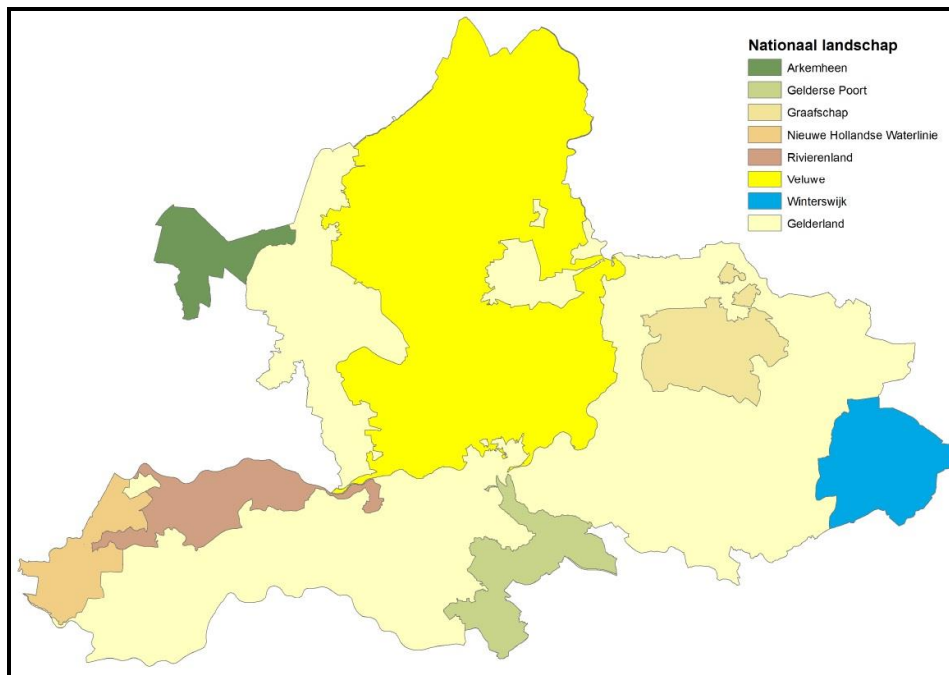 Nationaal landschap
Arkemheen
Gelderse Poort
Graafschap
Nieuwe Hollandse Waterlinie
Rivierenland
Veluwe
Winterswijk
Gelderland